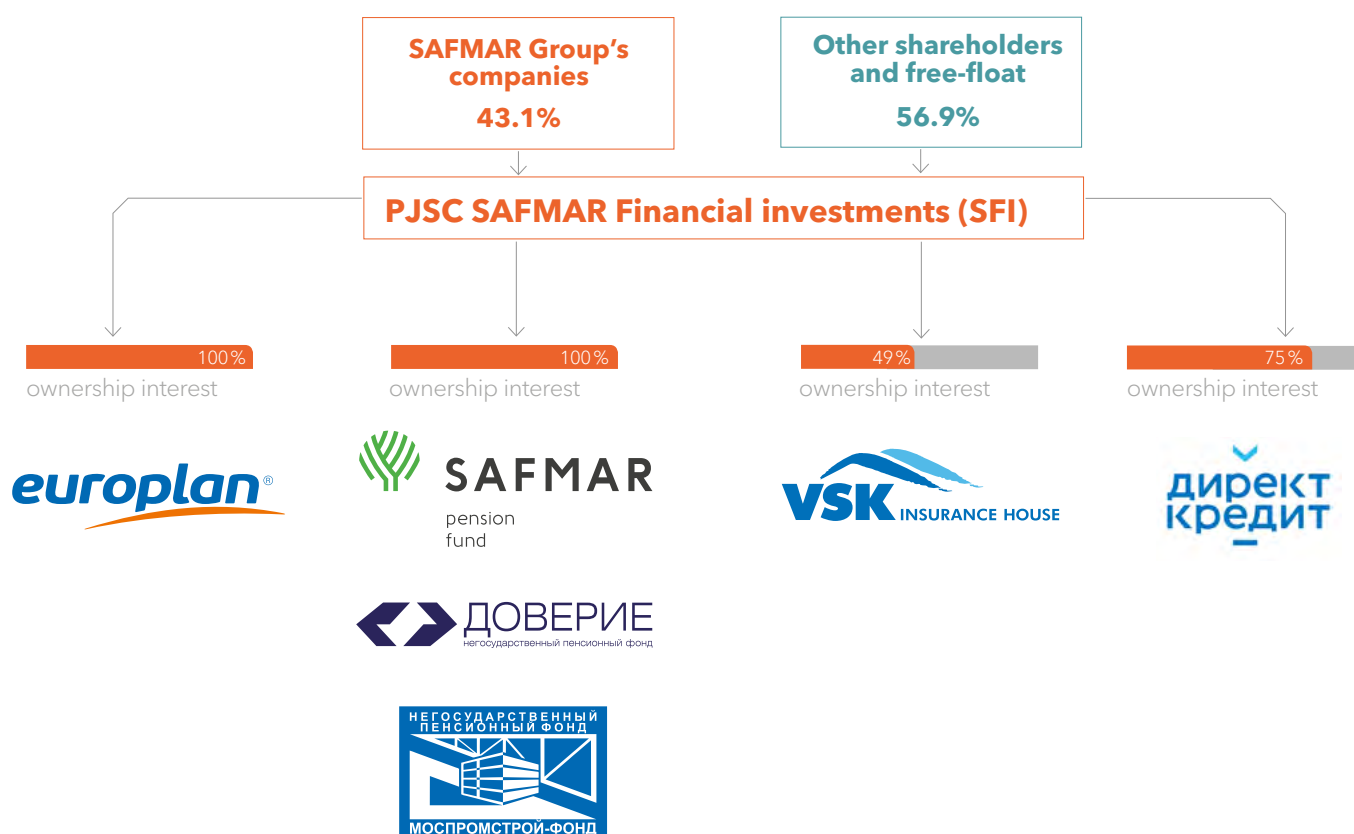 SAFMAR Group's
companies
43.1%
Other shareholders
and free-float
56.9%
PJSC SAFMAR Financial investments (SFI)
100%
ownership interest
100%
ownership interest
49%
ownership interest
75%
ownership interest
europlan®
SAFMAR
pension
fund
VSK INSURANCE HOUSE
директ
кредит
ДОВЕРИЕ
негосударственный пенсионный фонд
НЕГОСУДАРСТВЕННЫЙ
ПЕНСИОННЫЙ ФОНД
МОСПРОМСТРОЙ-ФОНД